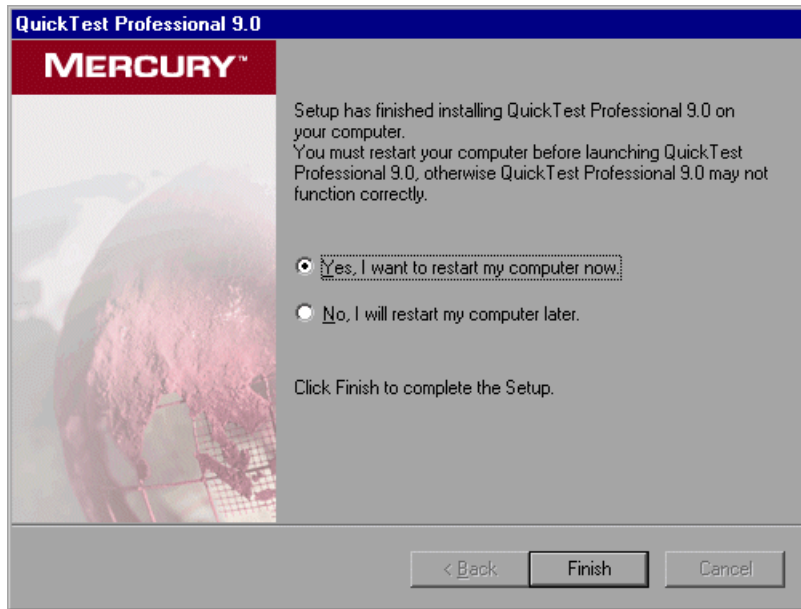 QuickTest Professional 9.0
MERCURY™
Setup has finished installing QuickTest Professional 9.0 on
your computer.
You must restart your computer before launching QuickTest
Professional 9.0, otherwise QuickTest Professional 9.0 may not
function correctly.
Yes, I want to restart my computer now.
No, I will restart my computer later.
Click Finish to complete the Setup.
< Back
Finish
Cancel